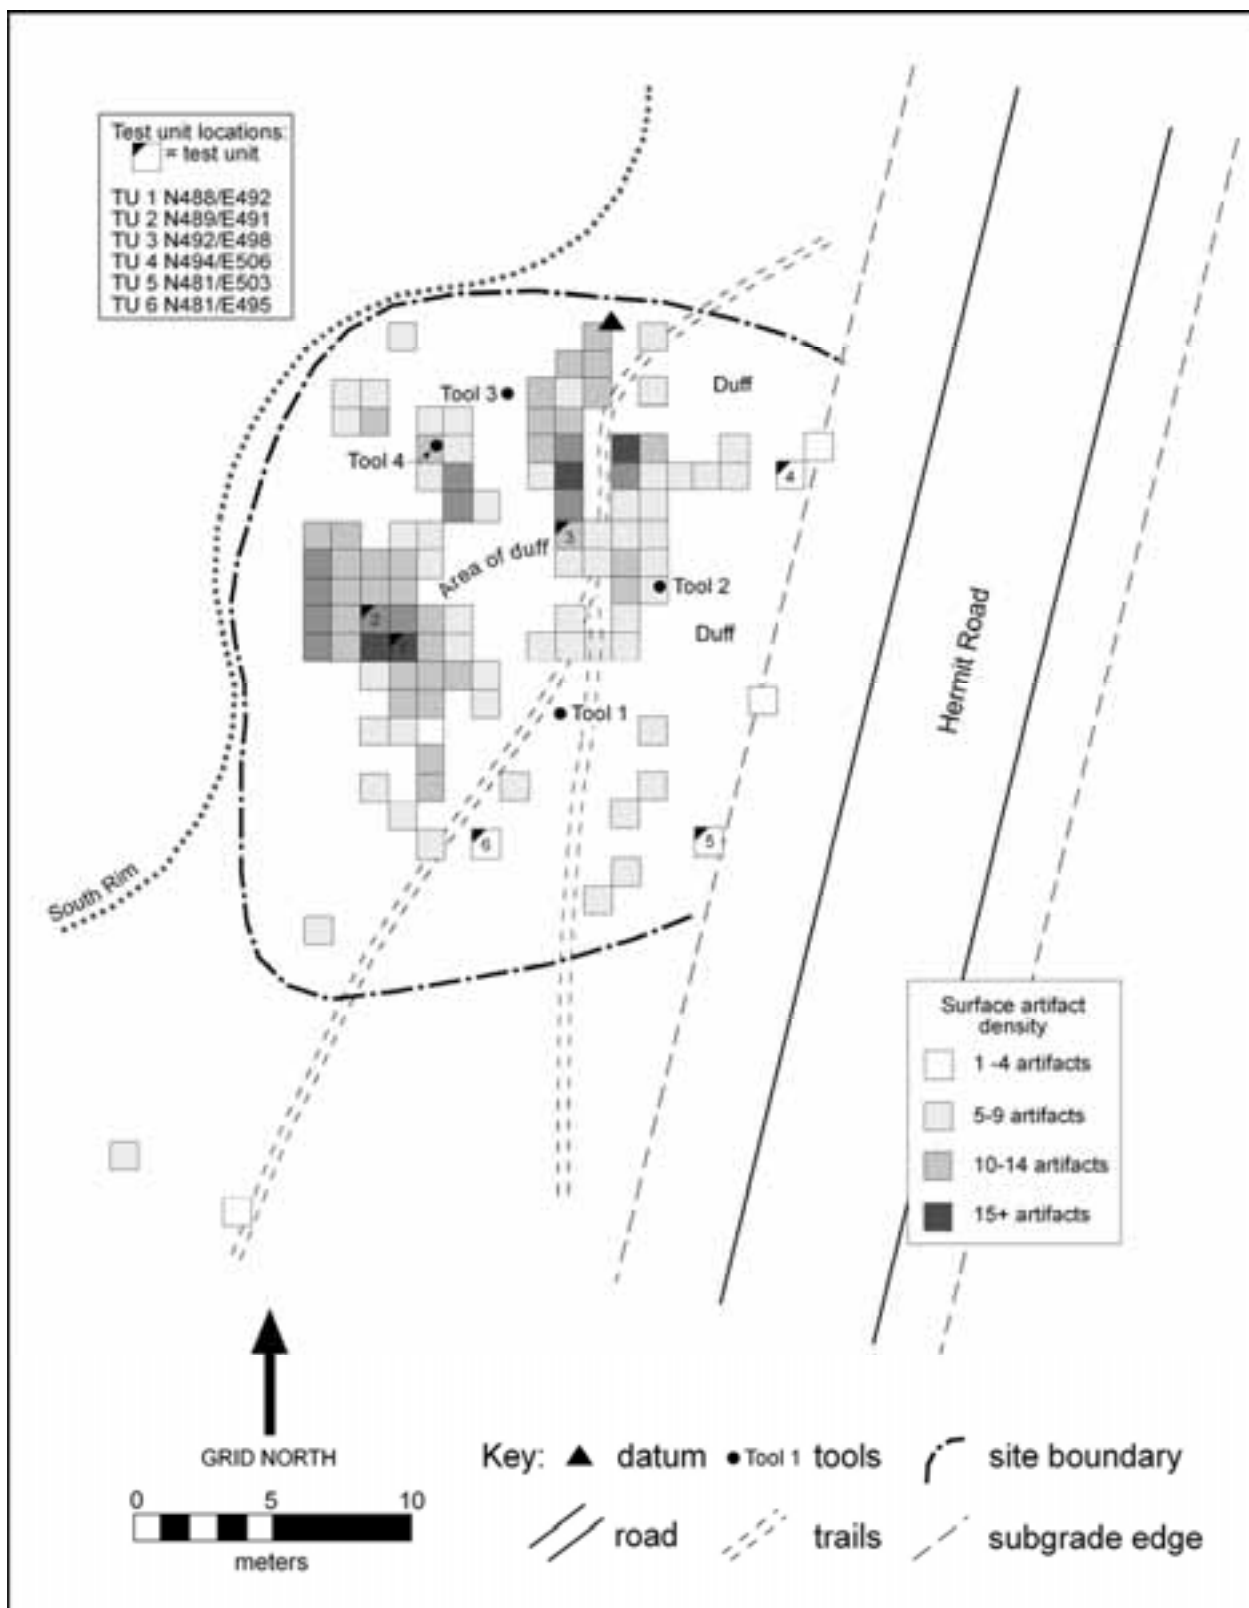 Test unit locations:
= test unit
TU 1 N488/E492
TU 2 N489/E491
TU 3 N492/E498
TU 4 N494/E506
TU 5 N481/E503
TU 6 N481/E495
Tool 3
Duff
Tool 4
4
Area of duff
3
Tool 2
2
Duff
Tool 1
Hermit Road
6
5
South Rim
Surface artifact
density
1 -4 artifacts
5-9 artifacts
10-14 artifacts
15+ artifacts
GRID NORTH
0 5 10
meters
Key: datum Tool 1 tools site boundary
road trails subgrade edge